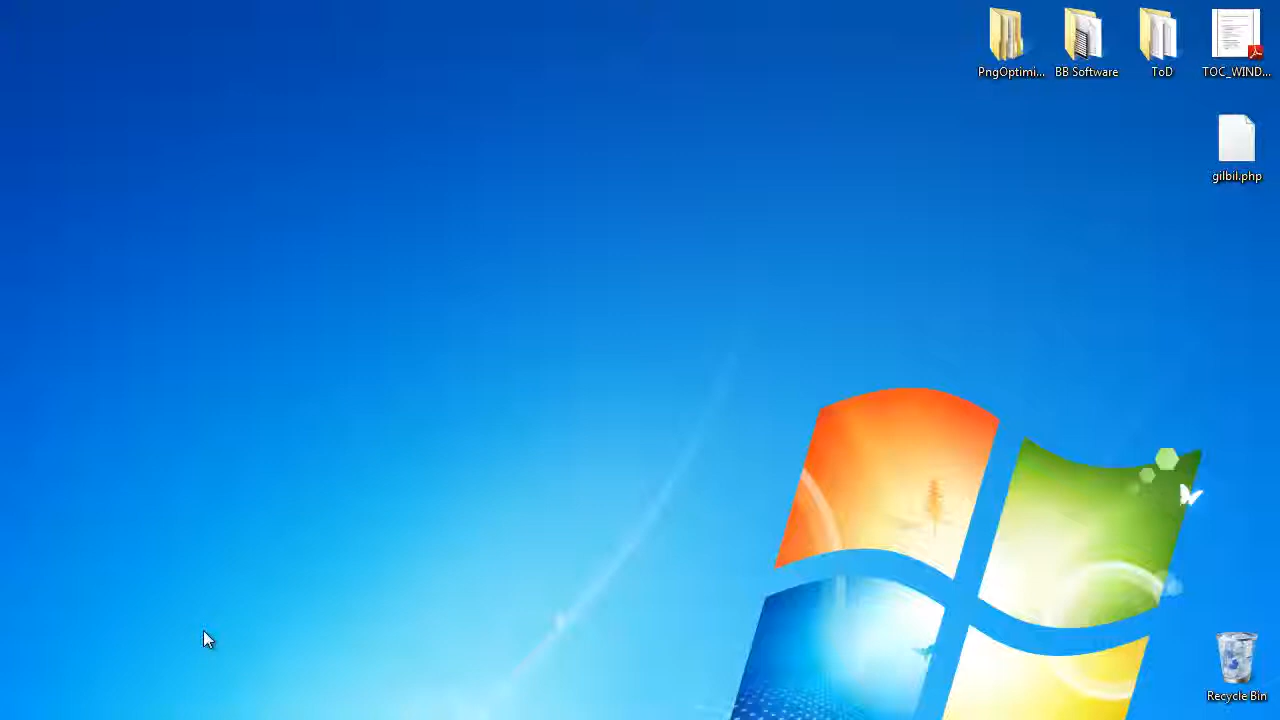 PngOptimi...
BB Software
ToD
TOC_WIND...
gilbil.php
Recycle Bin